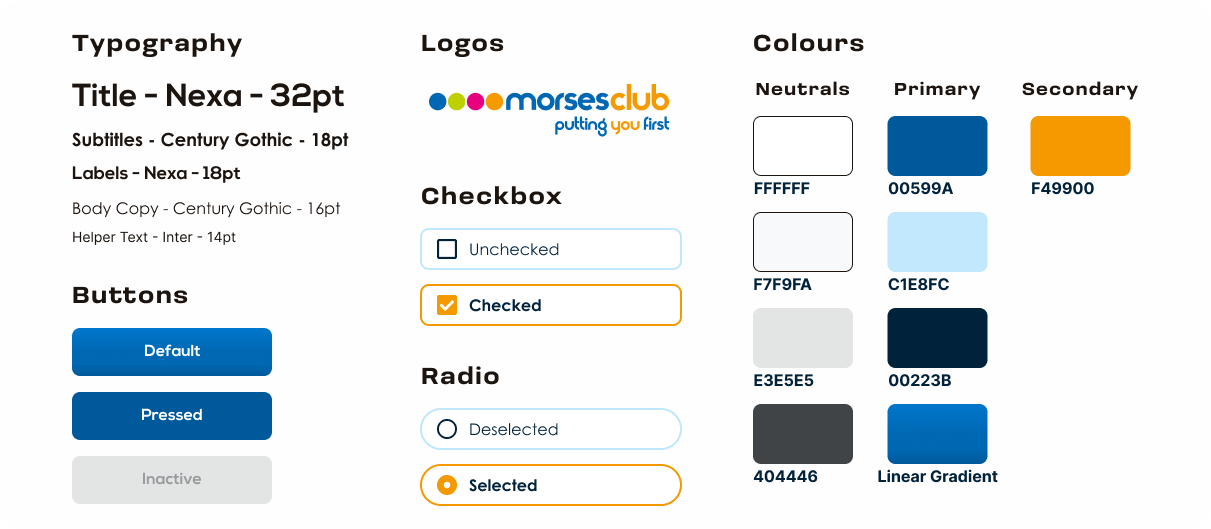 Typography
Title - Nexa - 32pt
Subtitles - Century Gothic - 18pt
Labels - Nexa - 18pt
Body Copy - Century Gothic - 16pt
Helper Text - Inter - 14pt
Buttons
Default
Pressed
Inactive
Logos
morsesclub
putting you first
Checkbox
Unchecked
Checked
Radio
Deselected
Selected
Colours
Neutrals Primary Secondary
FFFFFF 00599A F49900
F7F9FA C1E8FC
E3E5E5 00223B
404446 Linear Gradient